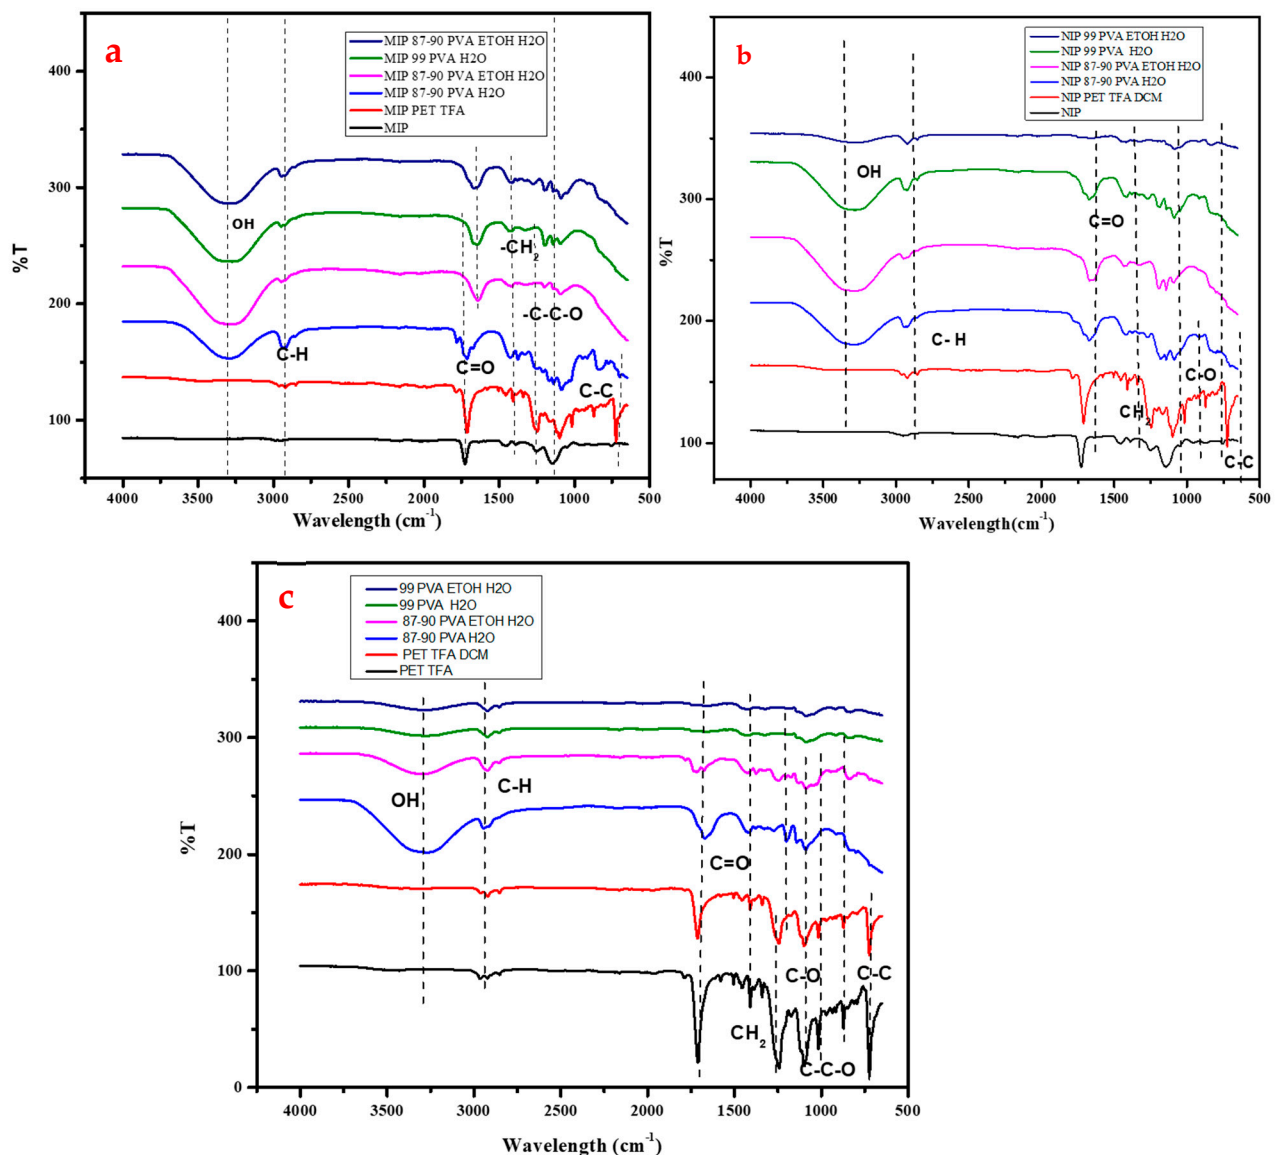 a
MIP 87-90 PVA ETOH H2O
MIP 99 PVA H2O
MIP 87-90 PVA ETOH H2O
MIP 87-90 PVA H2O
MIP PET TFA
MIP
%T
400
300
200
100
OH
C-H
-CH2
-C-C-O
C=O
C-C
4000 3500 3000 2500 2000 1500 1000 500
Wavelength (cm-1)
b
NIP 99 PVA ETOH H2O
NIP 99 PVA H2O
NIP 87-90 PVA ETOH H2O
NIP 87-90 PVA H2O
NIP PET TFA DCM
NIP
%T
400
300
200
100
OH
C=O
C- H
C-O
CH2
C-C
4000 3500 3000 2500 2000 1500 1000 500
Wavelength(cm-1)
c
99 PVA ETOH H2O
99 PVA H2O
87-90 PVA ETOH H2O
87-90 PVA H2O
PET TFA DCM
PET TFA
%T
400
300
200
100
0
OH
C-H
C=O
C-O
C-C
CH2
C-C-O
4000 3500 3000 2500 2000 1500 1000 500
Wavelength (cm-1)